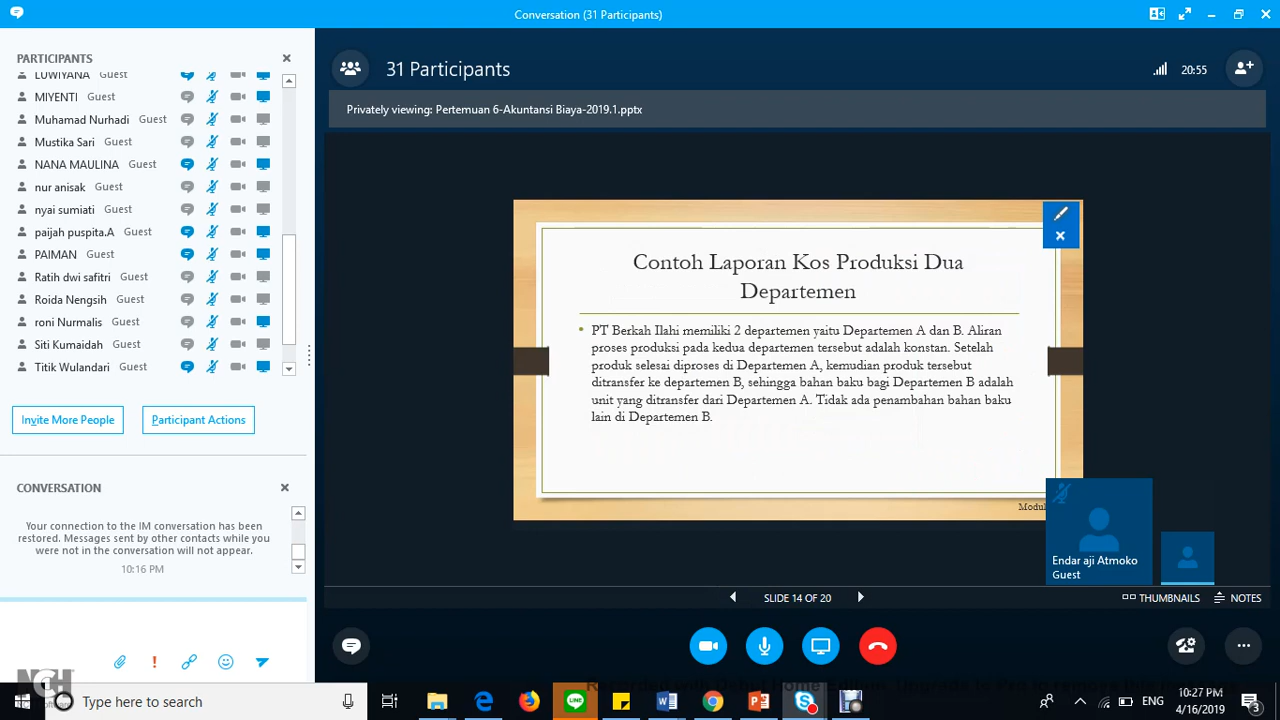 Conversation (31 Participants)
PARTICIPANTS
LUWIYANA Guest
MIYENTI Guest
Muhamad Nurhadi Guest
Mustika Sari Guest
NANA MAULINA Guest
nur anisak Guest
nyai sumiati Guest
paijah puspita.A Guest
PAIMAN Guest
Ratih dwi safitri Guest
Roida Nengsih Guest
roni Nurmalis Guest
Siti Kumaidah Guest
Titik Wulandari Guest
Invite More People
Participant Actions
CONVERSATION
Your connection to the IM conversation has been
restored. Messages sent by other contacts while you
were not in the conversation will not appear.
10:16 PM
31 Participants
20:55
Privately viewing: Pertemuan 6-Akuntansi Biaya-2019.1.pptx
Contoh Laporan Kos Produksi Dua
Departemen
• PT Berkah Ilahi memiliki 2 departemen yaitu Departemen A dan B. Aliran
proses produksi pada kedua departemen tersebut adalah konstan. Setelah
produk selesai diproses di Departemen A, kemudian produk tersebut
ditransfer ke departemen B, sehingga bahan baku bagi Departemen B adalah
unit yang ditransfer dari Departemen A. Tidak ada penambahan bahan baku
lain di Departemen B.
Modul
Endar aji Atmoko
Guest
SLIDE 14 OF 20
THUMBNAILS
NOTES
NCH
Type here to search
ENG
10:27 PM
4/16/2019
3